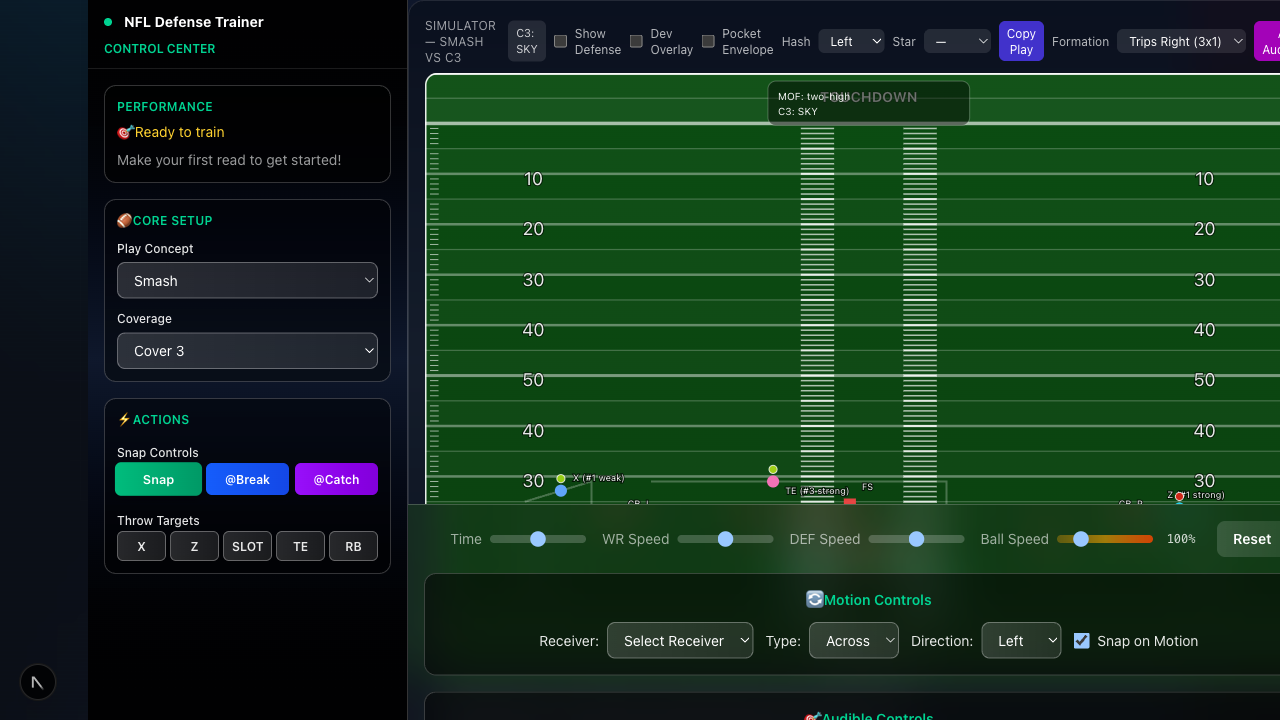 NFL Defense Trainer
CONTROL CENTER
PERFORMANCE
🎯Ready to train
Make your first read to get started!
🏈CORE SETUP
Play Concept
Smash
Coverage
Cover 3
⚡ACTIONS
Snap Controls
Snap @Break @Catch
Throw Targets
X Z SLOT TE RB
SIMULATOR
— SMASH
VS C3
C3:
SKY
Show
Defense
Dev
Overlay
Pocket
Envelope
Hash Left Star — 
Copy
Play
Formation Trips Right (3x1)
MOF: two-high
TOUCHDOWN
C3: SKY
10 10
20 20
30 30
40 40
50 50
40 40
30 30
X (#1 weak)
TE (#3 strong)
FS
Z (#1 strong)
Time WR Speed DEF Speed Ball Speed 100% Reset
Motion Controls
Receiver: Select Receiver Type: Across Direction: Left Snap on Motion
🎯Audible Controls